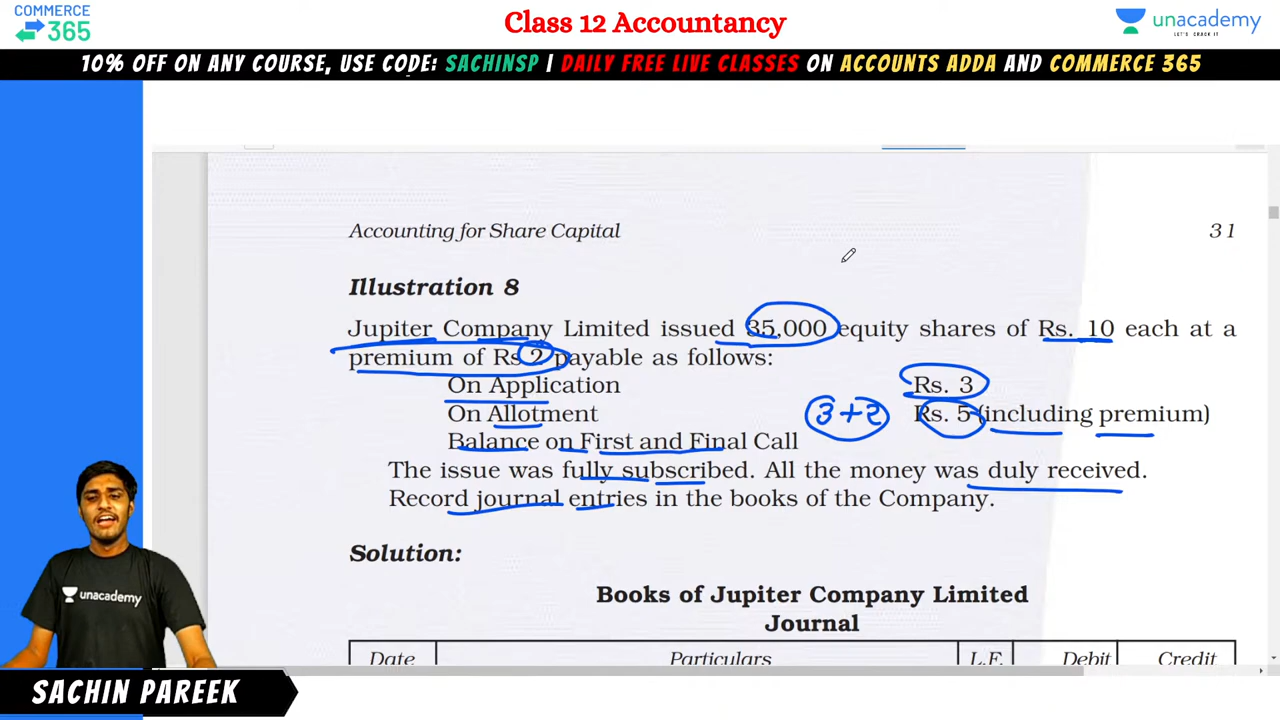 COMMERCE
365
Class 12 Accountancy
unacademy
LET'S CRACK IT
10% OFF ON ANY COURSE, USE CODE: SACHINSP | DAILY FREE LIVE CLASSES ON ACCOUNTS ADDA AND COMMERCE 365
Accounting for Share Capital 31
Illustration 8
Jupiter Company Limited issued 35,000 equity shares of Rs. 10 each at a
premium of Rs 2 payable as follows:
On Application Rs. 3
On Allotment 3+2 Rs. 5 (including premium)
Balance on First and Final Call
The issue was fully subscribed. All the money was duly received.
Record journal entries in the books of the Company.
Solution:
Books of Jupiter Company Limited
Journal
Date Particulars L.F. Debit Credit
unacademy
SACHIN PAREEK